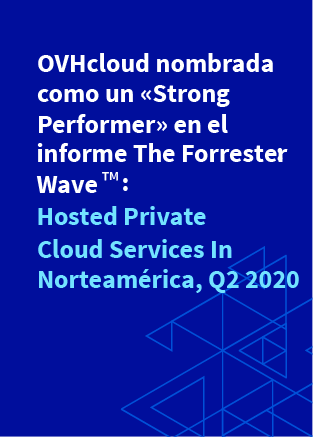 OVHcloud nombrada
como un «Strong
Performer» en el
informe The Forrester
Wave™:
Hosted Private
Cloud Services In
Norteamérica, Q2 2020